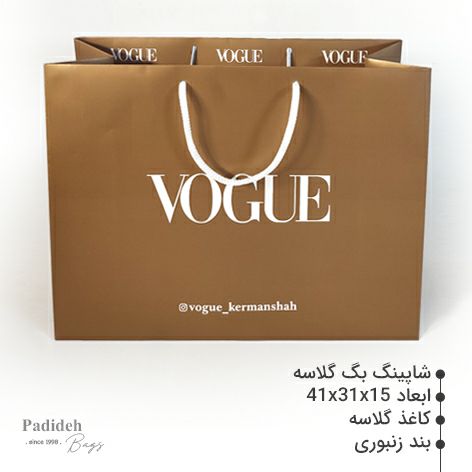 VOGUE VOGUE VOGUE
VOGUE
vogue_kermanshah
شاپینگ بگ گلاسه
ابعاد 41x31x15
کاغذ گلاسه
بند زنبوری
Padideh
. since 1998 .
Bags